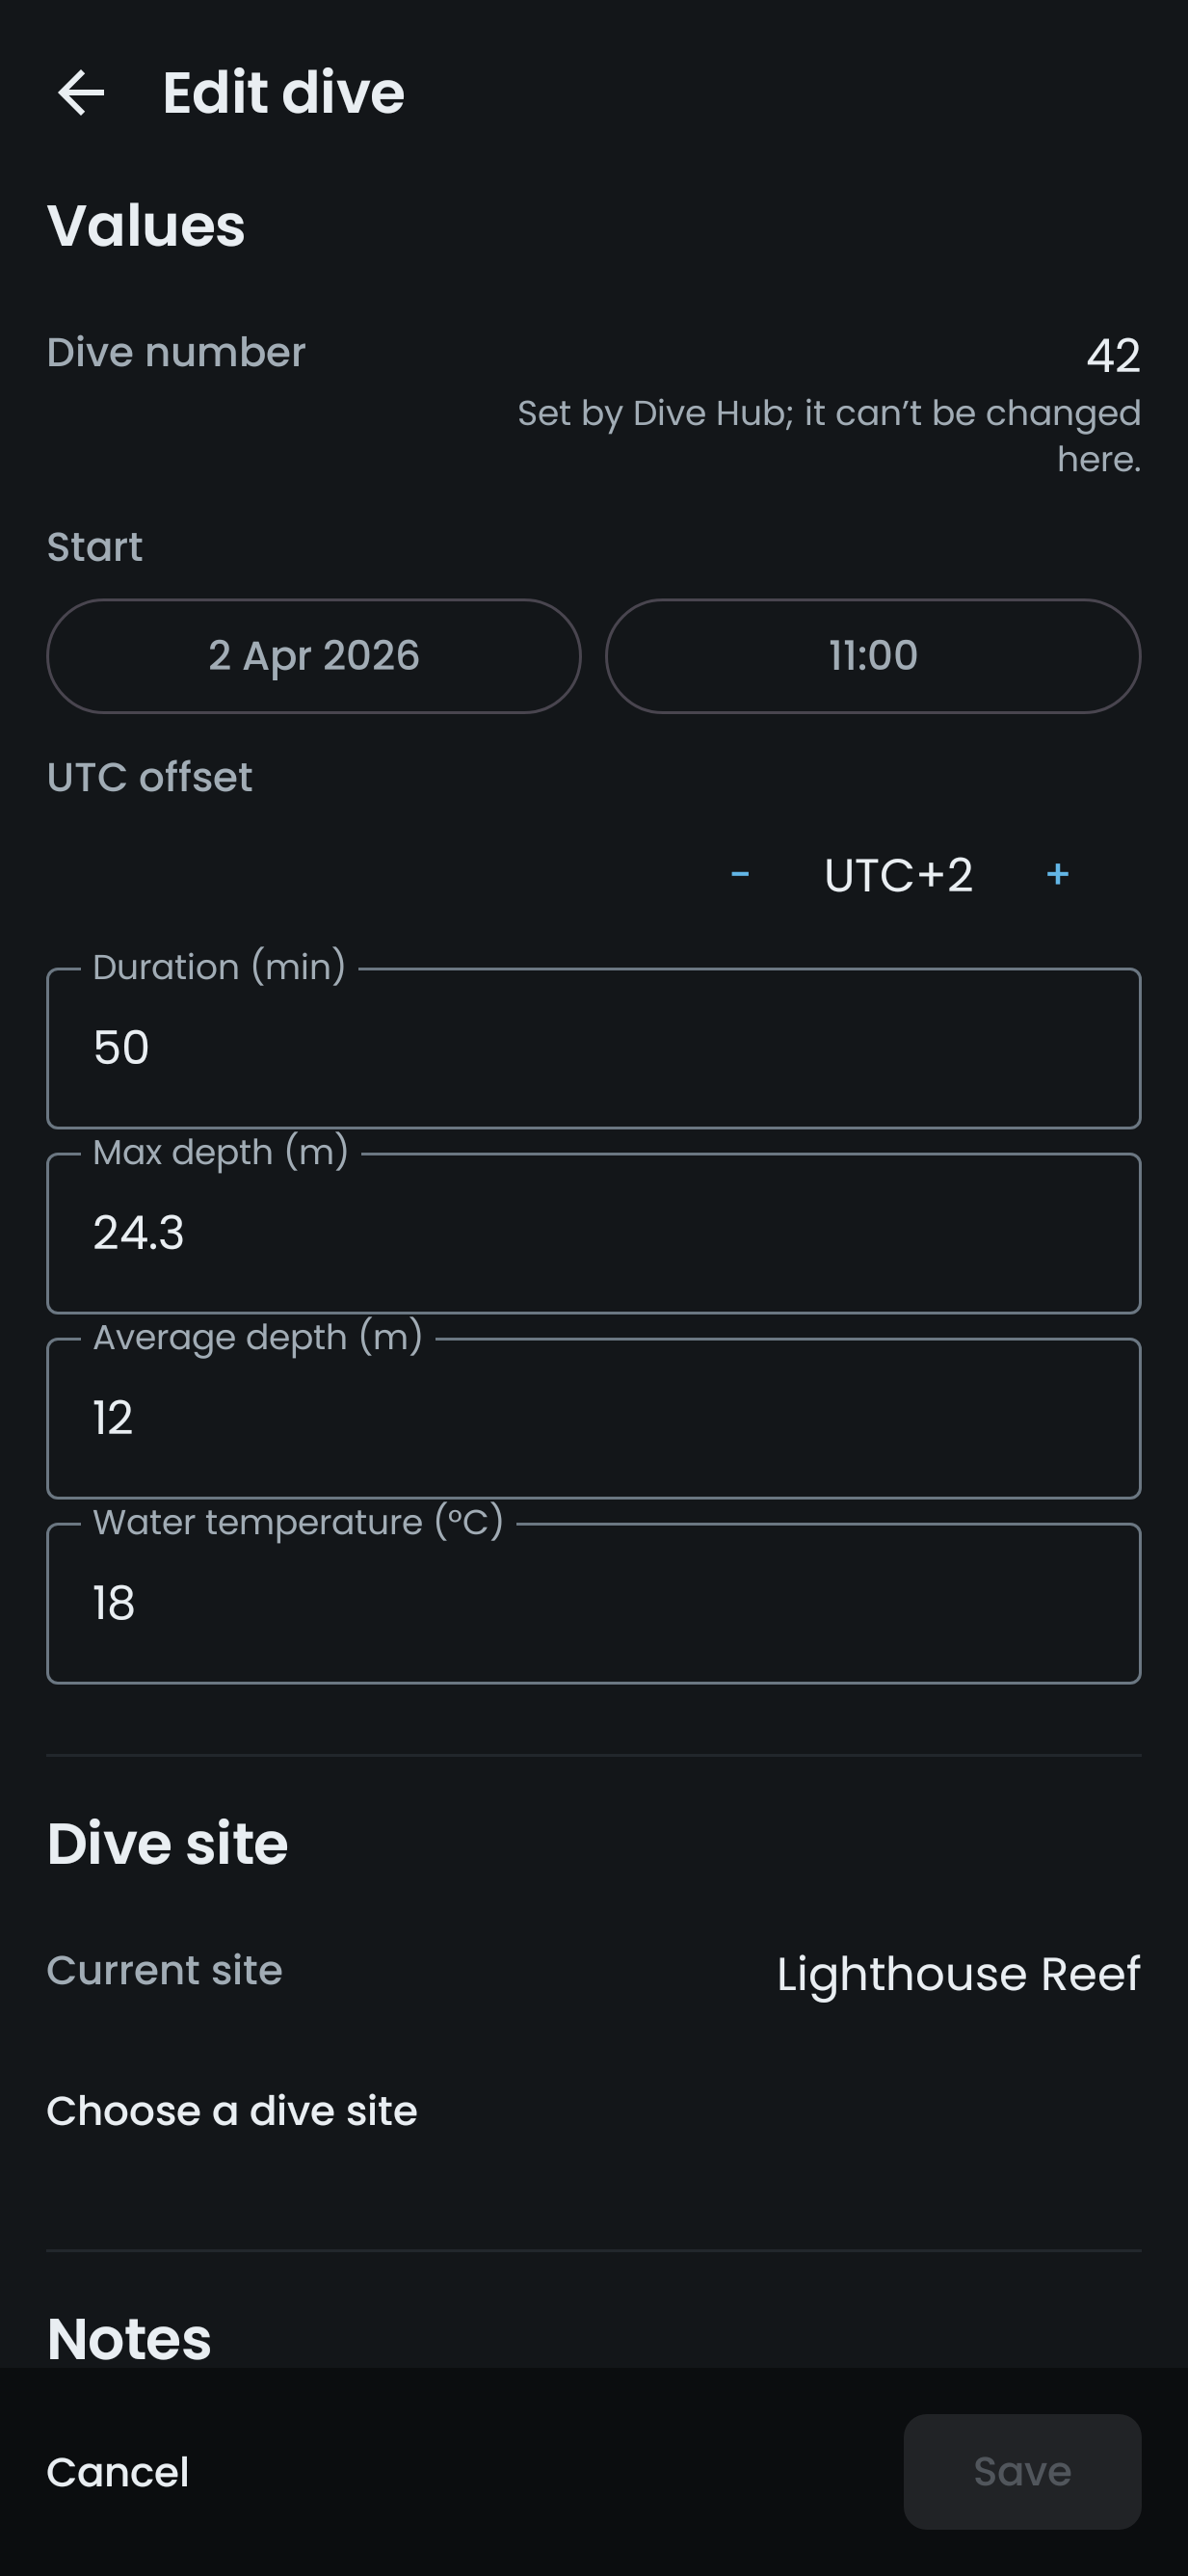 Edit dive
Values
Dive number
42
Set by Dive Hub; it can’t be changed
here.
Start
2 Apr 2026
11:00
UTC offset
- UTC+2 +
Duration (min)
50
Max depth (m)
24.3
Average depth (m)
12
Water temperature (°C)
18
Dive site
Current site
Lighthouse Reef
Choose a dive site
Notes
Cancel
Save